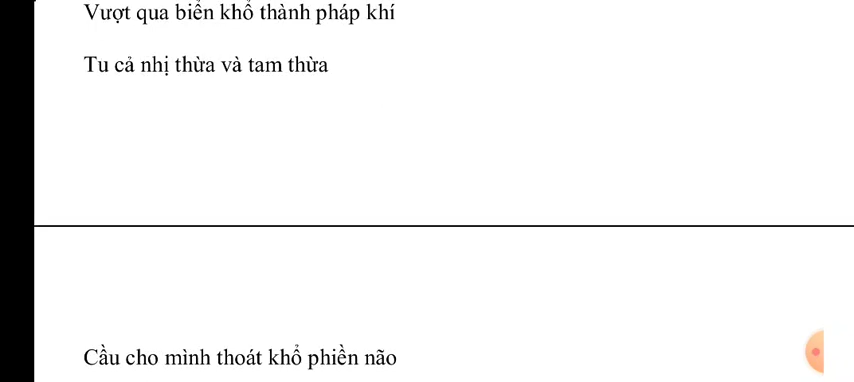 Vượt qua biển khổ thành pháp khí
Tu cả nhị thừa và tam thừa
Cầu cho mình thoát khổ phiền não